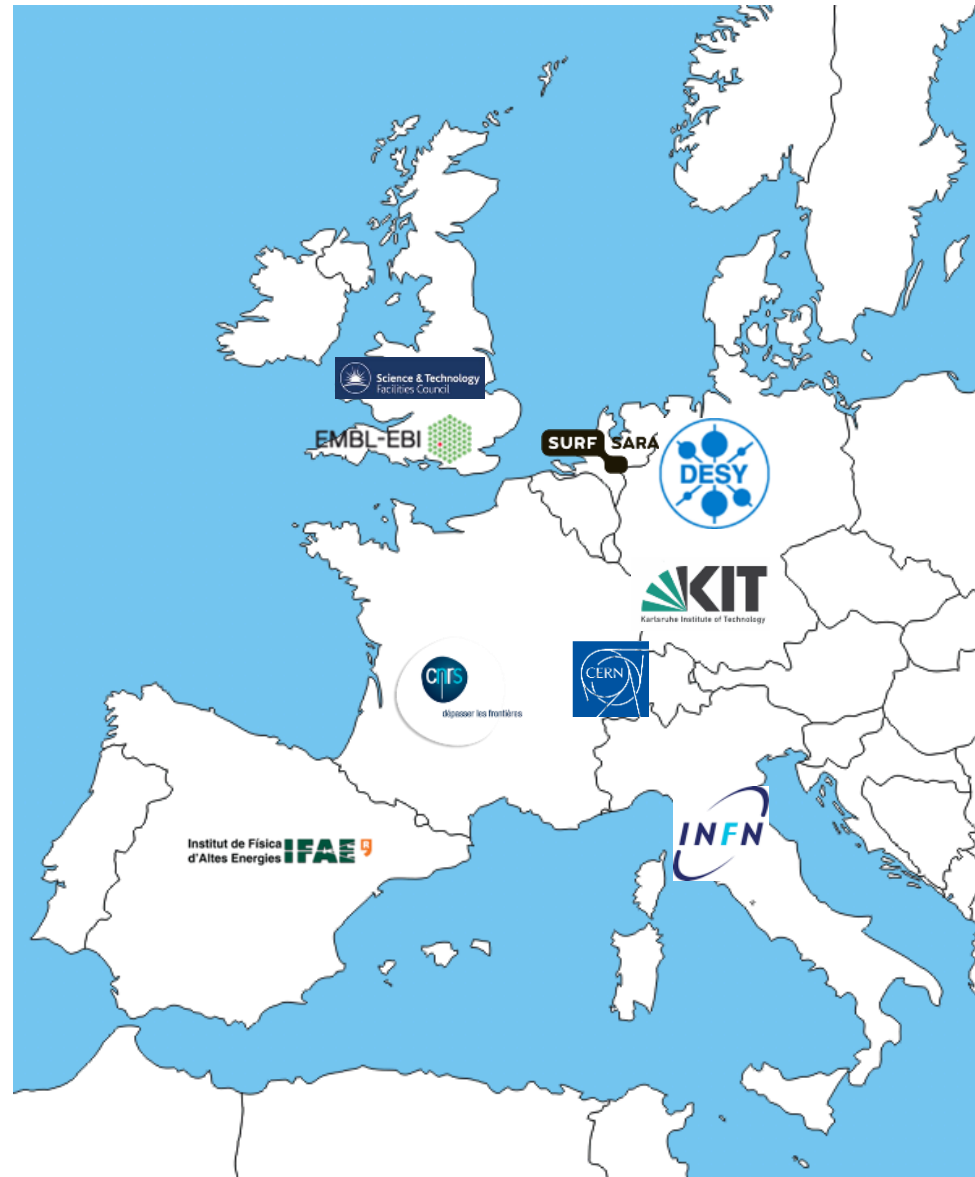 Science & Technology
Facilities Council
EMBL-EBI
SURF SARA
DESY
KIT
Karlsruhe Institute of Technology
CERN
cnrs
dépasser les frontières
INFN
Institut de Física
d'Altes Energies IFAE